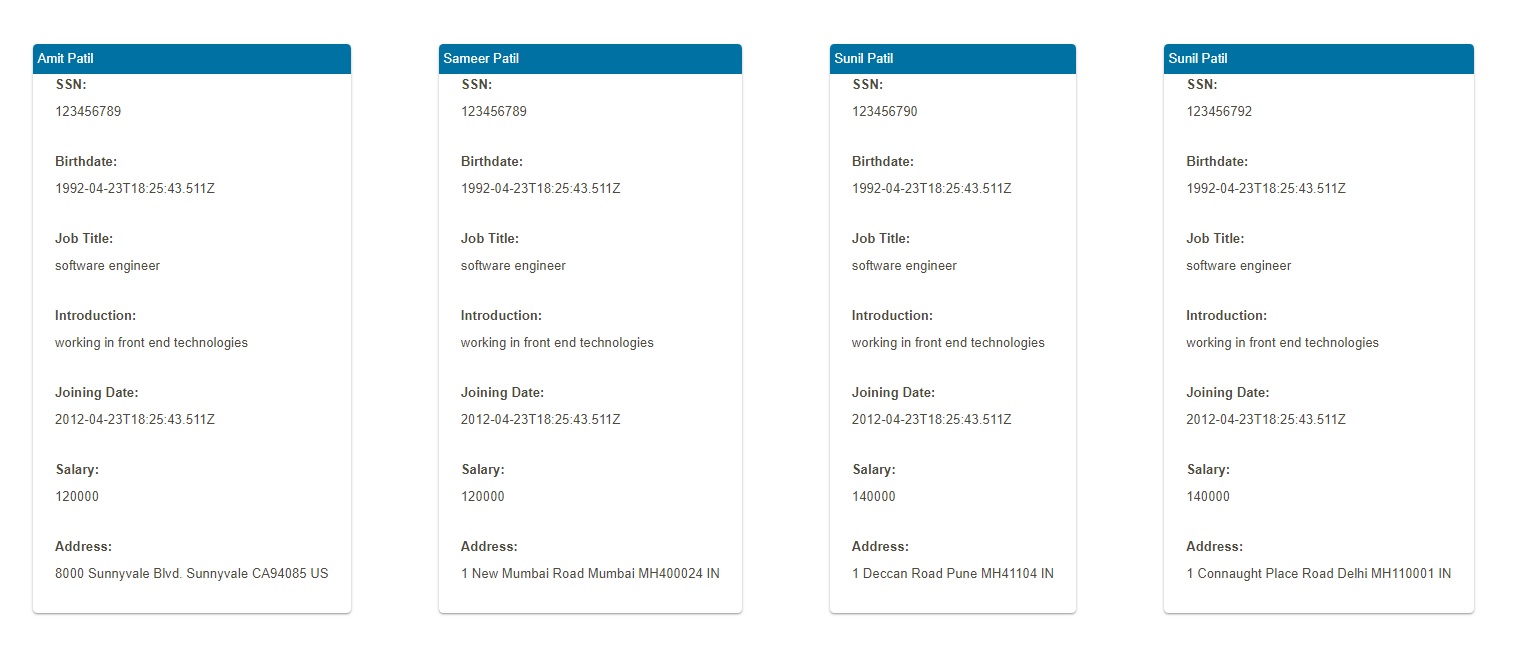 Amit Patil
SSN:
123456789
Birthdate:
1992-04-23T18:25:43.511Z
Job Title:
software engineer
Introduction:
working in front end technologies
Joining Date:
2012-04-23T18:25:43.511Z
Salary:
120000
Address:
8000 Sunnyvale Blvd. Sunnyvale CA94085 US
Sameer Patil
SSN:
123456789
Birthdate:
1992-04-23T18:25:43.511Z
Job Title:
software engineer
Introduction:
working in front end technologies
Joining Date:
2012-04-23T18:25:43.511Z
Salary:
120000
Address:
1 New Mumbai Road Mumbai MH400024 IN
Sunil Patil
SSN:
123456790
Birthdate:
1992-04-23T18:25:43.511Z
Job Title:
software engineer
Introduction:
working in front end technologies
Joining Date:
2012-04-23T18:25:43.511Z
Salary:
140000
Address:
1 Deccan Road Pune MH41104 IN
Sunil Patil
SSN:
123456792
Birthdate:
1992-04-23T18:25:43.511Z
Job Title:
software engineer
Introduction:
working in front end technologies
Joining Date:
2012-04-23T18:25:43.511Z
Salary:
140000
Address:
1 Connaught Place Road Delhi MH110001 IN